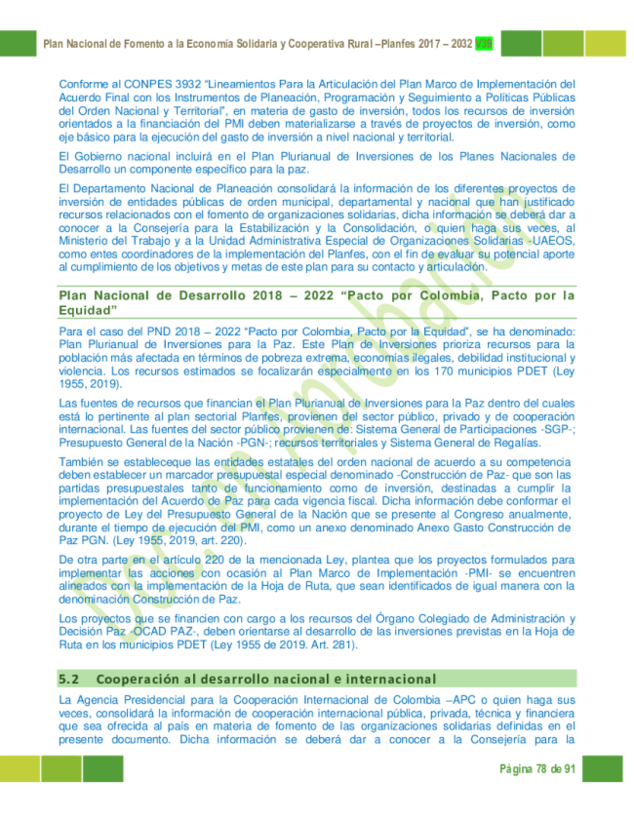 Plan Nacional de Fomento a la Economía Solidaria y Cooperativa Rural –Planfes 2017 – 2032 v39
Conforme al CONPES 3932 “Lineamientos Para la Articulación del Plan Marco de Implementación del
Acuerdo Final con los Instrumentos de Planeación, Programación y Seguimiento a Políticas Públicas
del Orden Nacional y Territorial”, en materia de gasto de inversión, todos los recursos de inversión
orientados a la financiación del PMI deben materializarse a través de proyectos de inversión, como
eje básico para la ejecución del gasto de inversión a nivel nacional y territorial.
El Gobierno nacional incluirá en el Plan Plurianual de Inversiones de los Planes Nacionales de
Desarrollo un componente específico para la paz.
El Departamento Nacional de Planeación consolidará la información de los diferentes proyectos de
inversión de entidades públicas de orden municipal, departamental y nacional que han justificado
recursos relacionados con el fomento de organizaciones solidarias, dicha información se deberá dar a
conocer a la Consejería para la Estabilización y la Consolidación, o quien haga sus veces, al
Ministerio del Trabajo y a la Unidad Administrativa Especial de Organizaciones Solidarias -UAEOS,
como entes coordinadores de la implementación del Planfes, con el fin de evaluar su potencial aporte
al cumplimiento de los objetivos y metas de este plan para su contacto y articulación.
Plan Nacional de Desarrollo 2018 – 2022 “Pacto por Colombia, Pacto por la
Equidad”
Para el caso del PND 2018 – 2022 “Pacto por Colombia, Pacto por la Equidad”, se ha denominado:
Plan Plurianual de Inversiones para la Paz. Este Plan de Inversiones prioriza recursos para la
población más afectada en términos de pobreza extrema, economías ilegales, debilidad institucional y
violencia. Los recursos estimados se focalizarán especialmente en los 170 municipios PDET (Ley
1955, 2019).
Las fuentes de recursos que financian el Plan Plurianual de Inversiones para la Paz dentro del cuales
está lo pertinente al plan sectorial Planfes, provienen del sector público, privado y de cooperación
internacional. Las fuentes del sector público provienen de: Sistema General de Participaciones -SGP-;
Presupuesto General de la Nación -PGN-; recursos territoriales y Sistema General de Regalías.
También se estableceque las entidades estatales del orden nacional de acuerdo a su competencia
deben establecer un marcador presupuestal especial denominado -Construcción de Paz- que son las
partidas presupuestales tanto de funcionamiento como de inversión, destinadas a cumplir la
implementación del Acuerdo de Paz para cada vigencia fiscal. Dicha información debe conformar el
proyecto de Ley del Presupuesto General de la Nación que se presente al Congreso anualmente,
durante el tiempo de ejecución del PMI, como un anexo denominado Anexo Gasto Construcción de
Paz PGN. (Ley 1955, 2019, art. 220).
De otra parte en el artículo 220 de la mencionada Ley, plantea que los proyectos formulados para
implementar las acciones con ocasión al Plan Marco de Implementación -PMI- se encuentren
alineados con la implementación de la Hoja de Ruta, que sean identificados de igual manera con la
denominación Construcción de Paz.
Los proyectos que se financien con cargo a los recursos del Órgano Colegiado de Administración y
Decisión Paz -OCAD PAZ-, deben orientarse al desarrollo de las inversiones previstas en la Hoja de
Ruta en los municipios PDET (Ley 1955 de 2019. Art. 281).
5.2 Cooperación al desarrollo nacional e internacional
La Agencia Presidencial para la Cooperación Internacional de Colombia –APC o quien haga sus
veces, consolidará la información de cooperación internacional pública, privada, técnica y financiera
que sea ofrecida al país en materia de fomento de las organizaciones solidarias definidas en el
presente documento. Dicha información se deberá dar a conocer a la Consejería para la
Página 78 de 91
Doc. en Aprobación